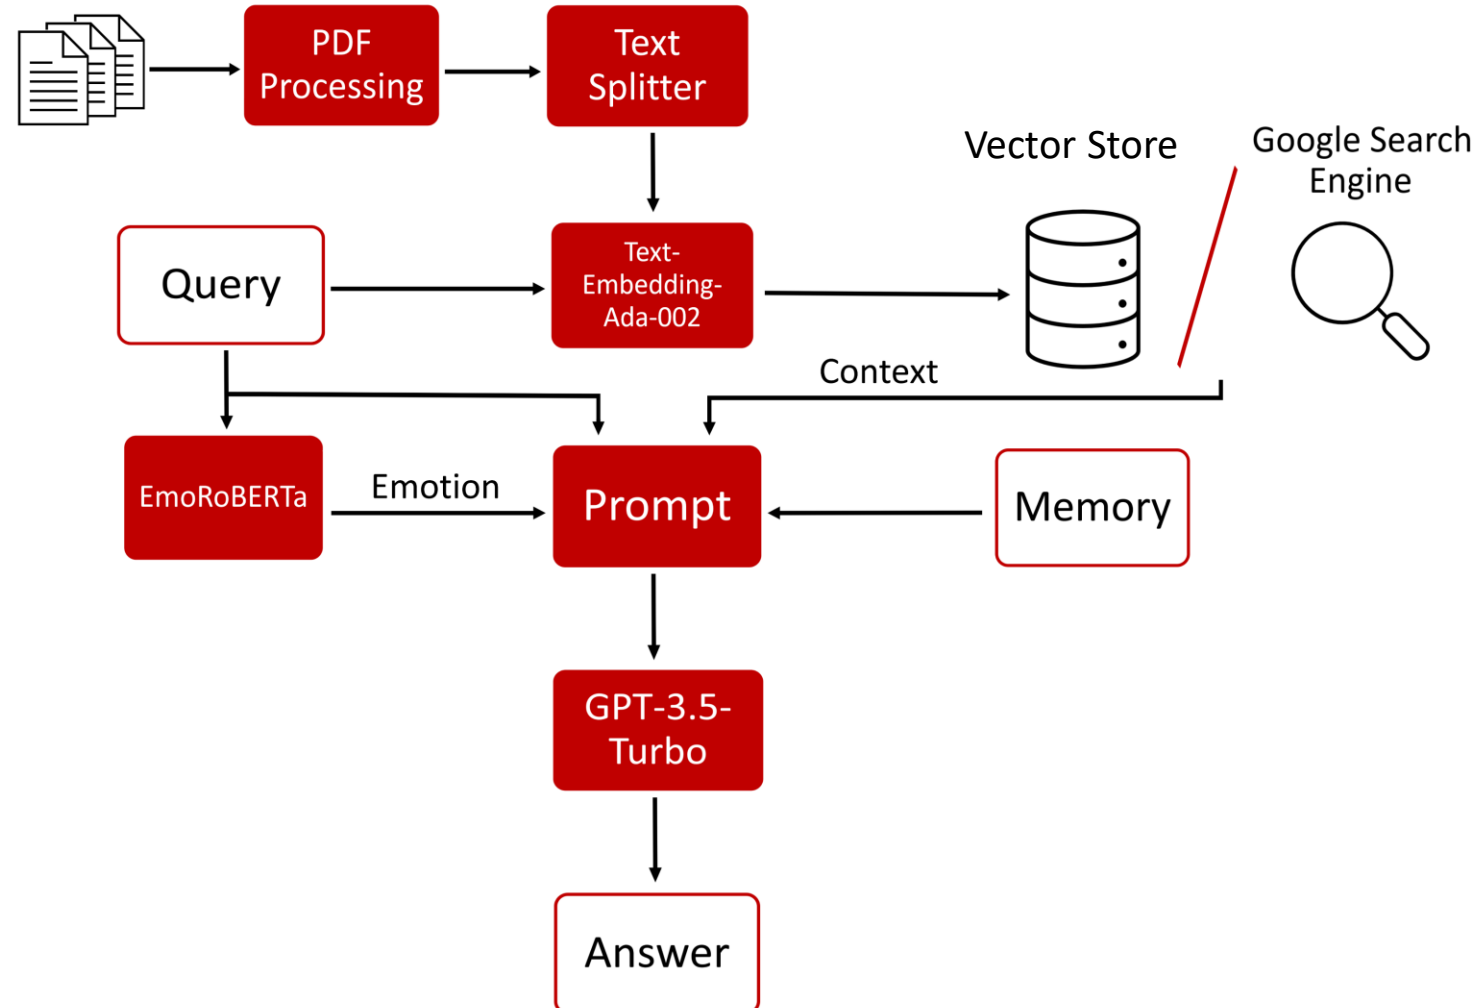 PDF
Processing
Text
Splitter
Vector Store
Google Search
Engine
Query
Text-
Embedding-
Ada-002
Context
EmoRoBERTa
Emotion
Prompt
Memory
GPT-3.5-
Turbo
Answer